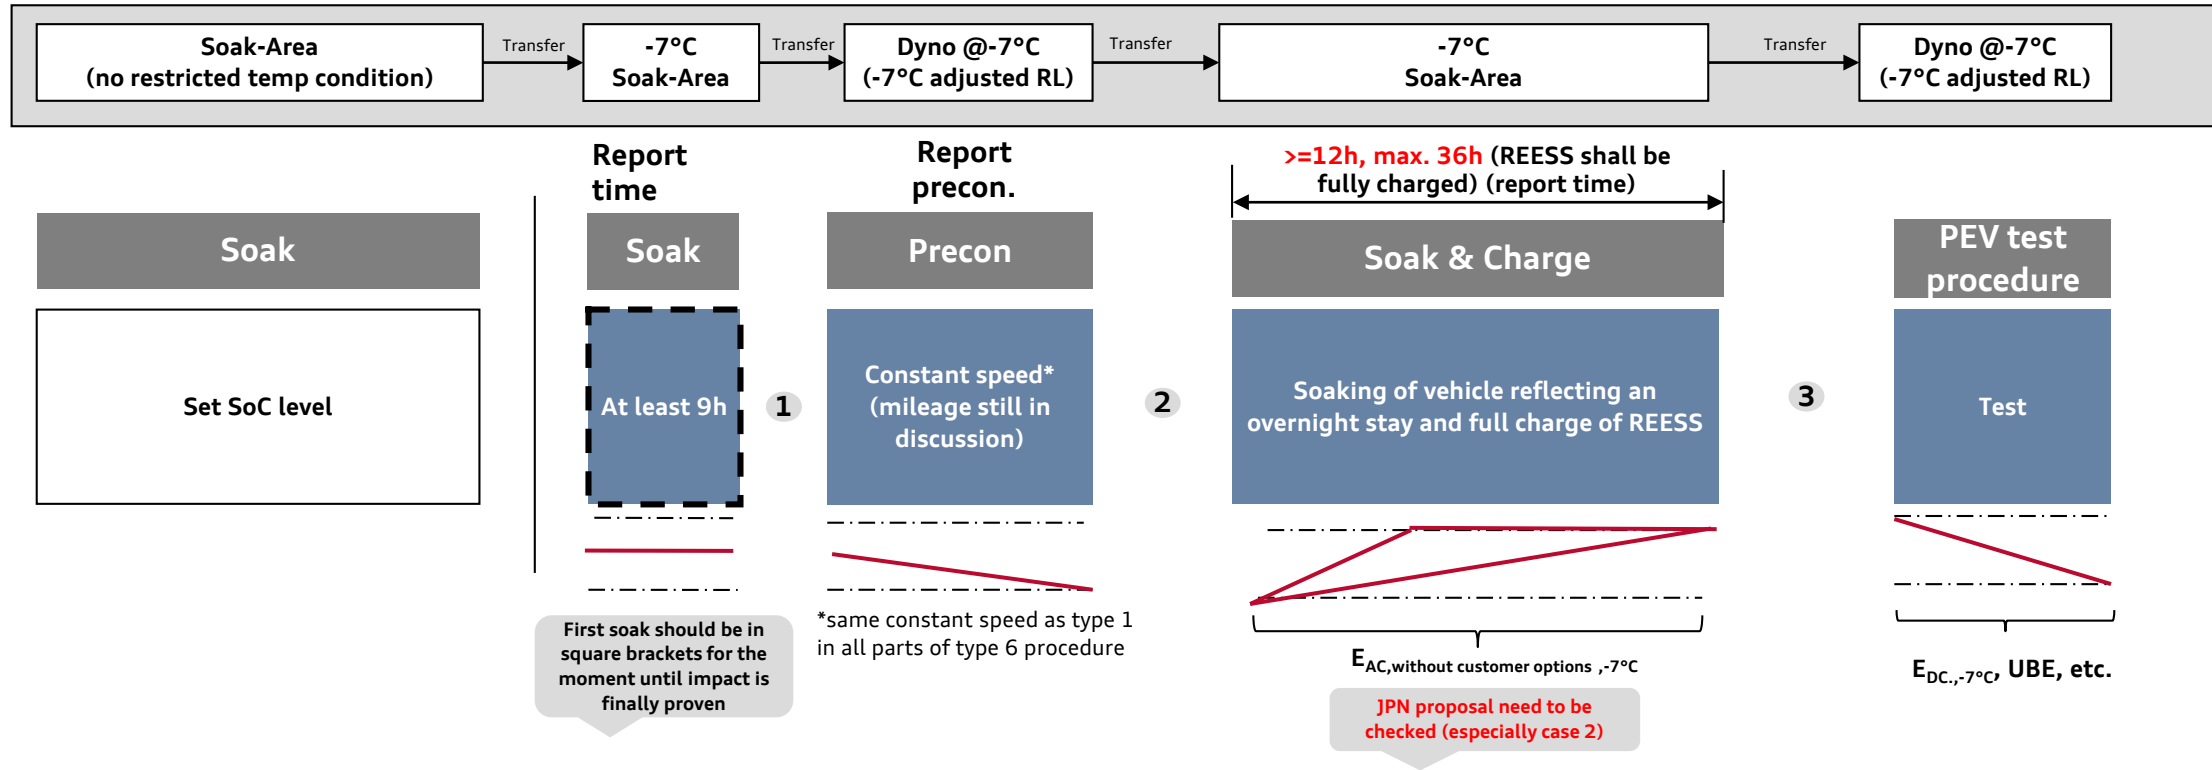 Soak-Area
(no restricted temp condition)
Transfer
-7°C
Soak-Area
Transfer
Dyno @-7°C
(-7°C adjusted RL)
Transfer
-7°C
Soak-Area
Transfer
Dyno @-7°C
(-7°C adjusted RL)
Report
time
Report
precon.
>=12h, max. 36h (REESS shall be
fully charged) (report time)
Soak
Soak
Precon
Soak & Charge
PEV test
procedure
Set SoC level
At least 9h
1
Constant speed*
(mileage still in
discussion)
2
Soaking of vehicle reflecting an
overnight stay and full charge of REESS
3
Test
First soak should be in
square brackets for the
moment until impact is
finally proven
*same constant speed as type 1
in all parts of type 6 procedure
E_AC,without customer options ,-7°C
JPN proposal need to be
checked (especially case 2)
E_DC.,-7°C, UBE, etc.